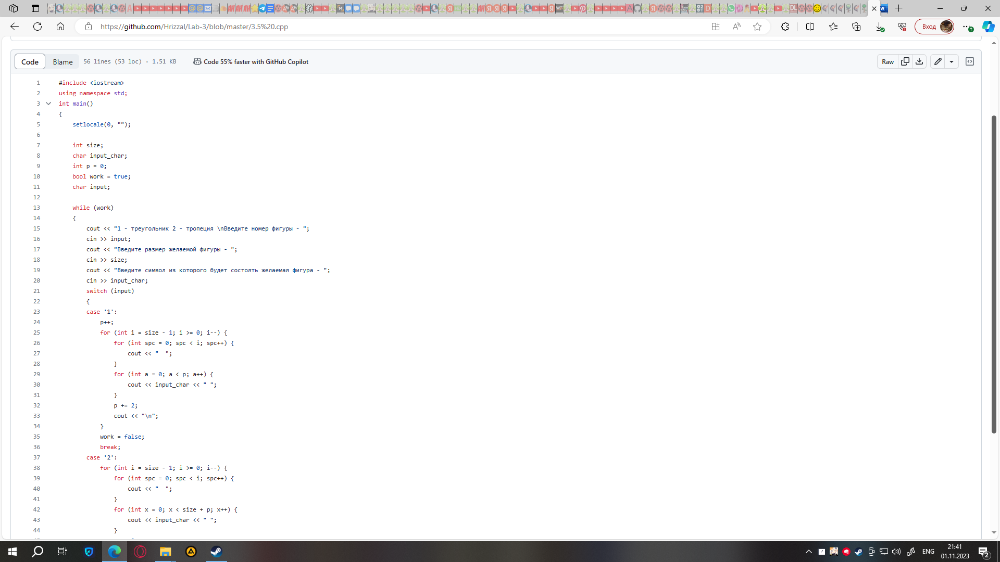 https://github.com/Hrizzal/Lab-3/blob/master/3.5%20.cpp
Вход
Code Blame 56 lines (53 loc) · 1.51 KB Code 55% faster with GitHub Copilot Raw
1 #include <iostream>
2 using namespace std;
3 int main()
4 {
5 setlocale(0, "");
6
7 int size;
8 char input_char;
9 int p = 0;
10 bool work = true;
11 char input;
12
13 while (work)
14 {
15 cout << "1 - треугольник 2 - тропеция \nВведите номер фигуры - ";
16 cin >> input;
17 cout << "Введите размер желаемой фигуры - ";
18 cin >> size;
19 cout << "Введите символ из которого будет состоять желаемая фигура - ";
20 cin >> input_char;
21 switch (input)
22 {
23 case '1':
24 p++;
25 for (int i = size - 1; i >= 0; i--) {
26 for (int spc = 0; spc < i; spc++) {
27 cout << "  ";
28 }
29 for (int a = 0; a < p; a++) {
30 cout << input_char << " ";
31 }
32 p += 2;
33 cout << "\n";
34 }
35 work = false;
36 break;
37 case '2':
38 for (int i = size - 1; i >= 0; i--) {
39 for (int spc = 0; spc < i; spc++) {
40 cout << "  ";
41 }
42 for (int x = 0; x < size + p; x++) {
43 cout << input_char << " ";
44 }
ENG
21:41
01.11.2023
2